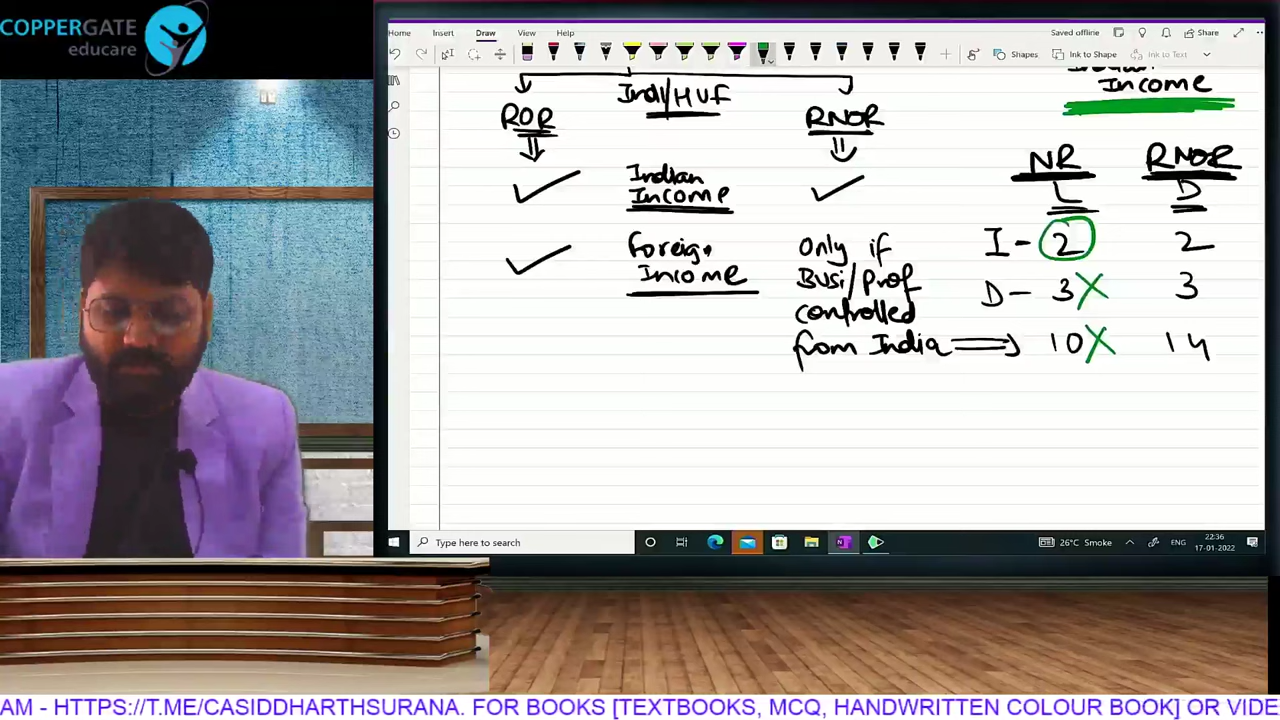 COPPERGATE
educare
Home Insert Draw View Help
Saved offline
Share
Shapes
Ink to Shape
Ink to Text
Indi/HUF
ROR
RNOR
Indian
Income
Foreign
Income
Only if
Busi/Prof
controlled
from India
Income
NR RNOR
L D
I - 2 2
D - 3 X 3
10 X 14
Type here to search
26°C Smoke
ENG
22:36
17-01-2022
AM - HTTPS://T.ME/CASIDDHARTHSURANA. FOR BOOKS [TEXTBOOKS, MCQ, HANDWRITTEN COLOUR BOOK] OR VIDE